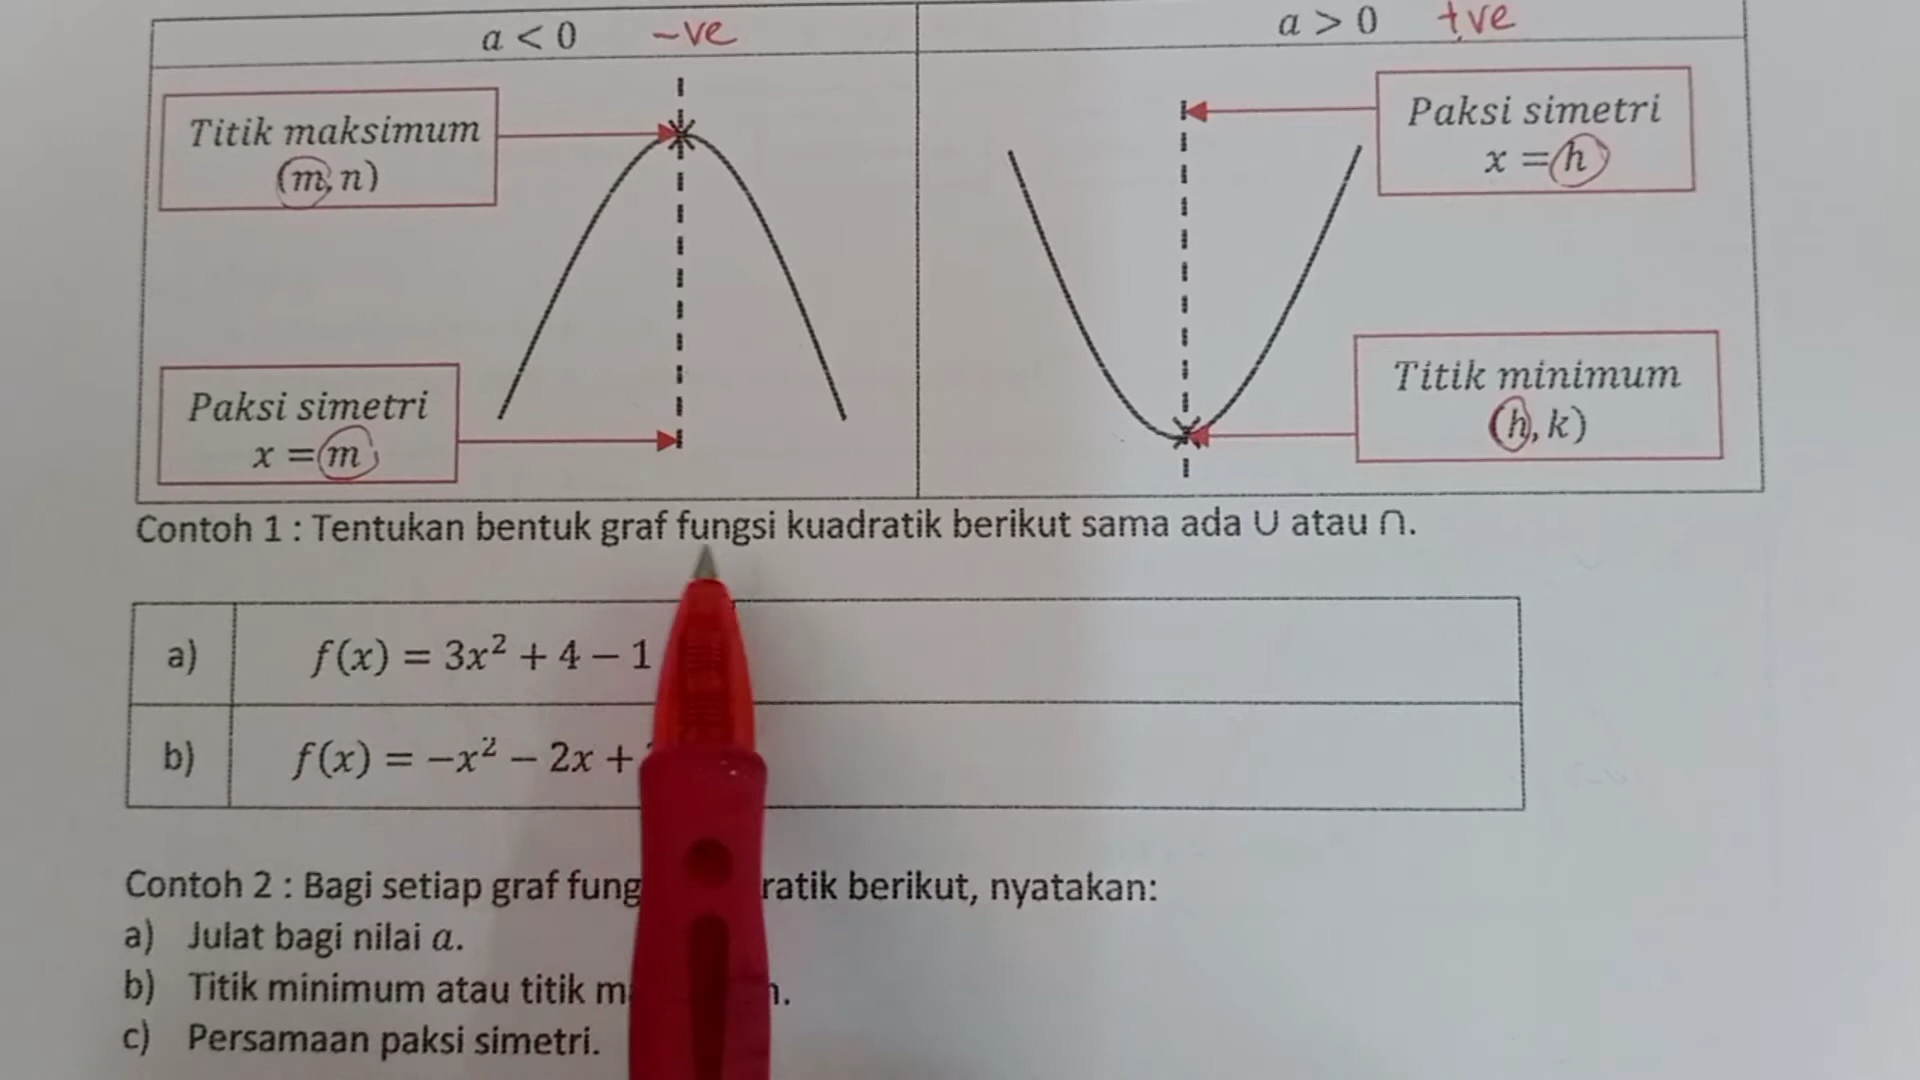 a < 0 −ve
a > 0 +ve
Titik maksimum
(m, n)
Paksi simetri
x = h
Paksi simetri
x = m
Titik minimum
(h, k)
Contoh 1 : Tentukan bentuk graf fungsi kuadratik berikut sama ada ∪ atau ∩.
a) f(x) = 3x² + 4 − 1
b) f(x) = −x² − 2x +
Contoh 2 : Bagi setiap graf fung ratik berikut, nyatakan:
a) Julat bagi nilai a.
b) Titik minimum atau titik m
c) Persamaan paksi simetri.